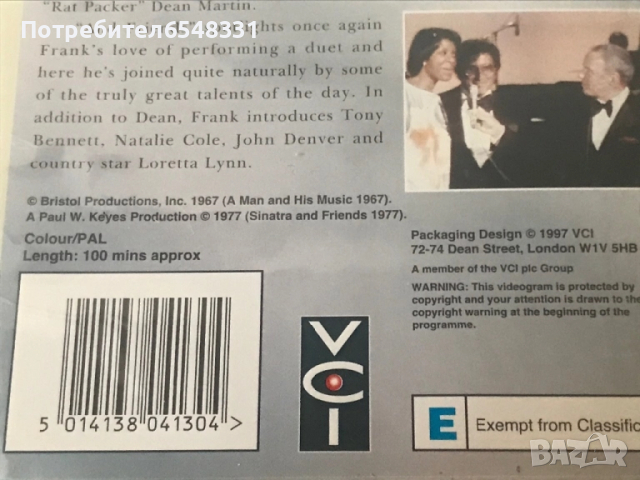 Потребител6548331
"Rat Packer" Dean Martin.
highlights once again
Frank's love of performing a duet and
here he's joined quite naturally by some
of the truly great talents of the day. In
addition to Dean, Frank introduces Tony
Bennett, Natalie Cole, John Denver and
country star Loretta Lynn.
© Bristol Productions, Inc. 1967 (A Man and His Music 1967).
A Paul W. Keyes Production © 1977 (Sinatra and Friends 1977).
Colour/PAL
Length: 100 mins approx
5 014138 041304 >
VCI
Packaging Design © 1997 VCI
72-74 Dean Street, London W1V 5HB
A member of the VCI plc Group
WARNING: This videogram is protected by
copyright and your attention is drawn to the
copyright warning at the beginning of the
programme.
E
Exempt from Classific
bazar.bg